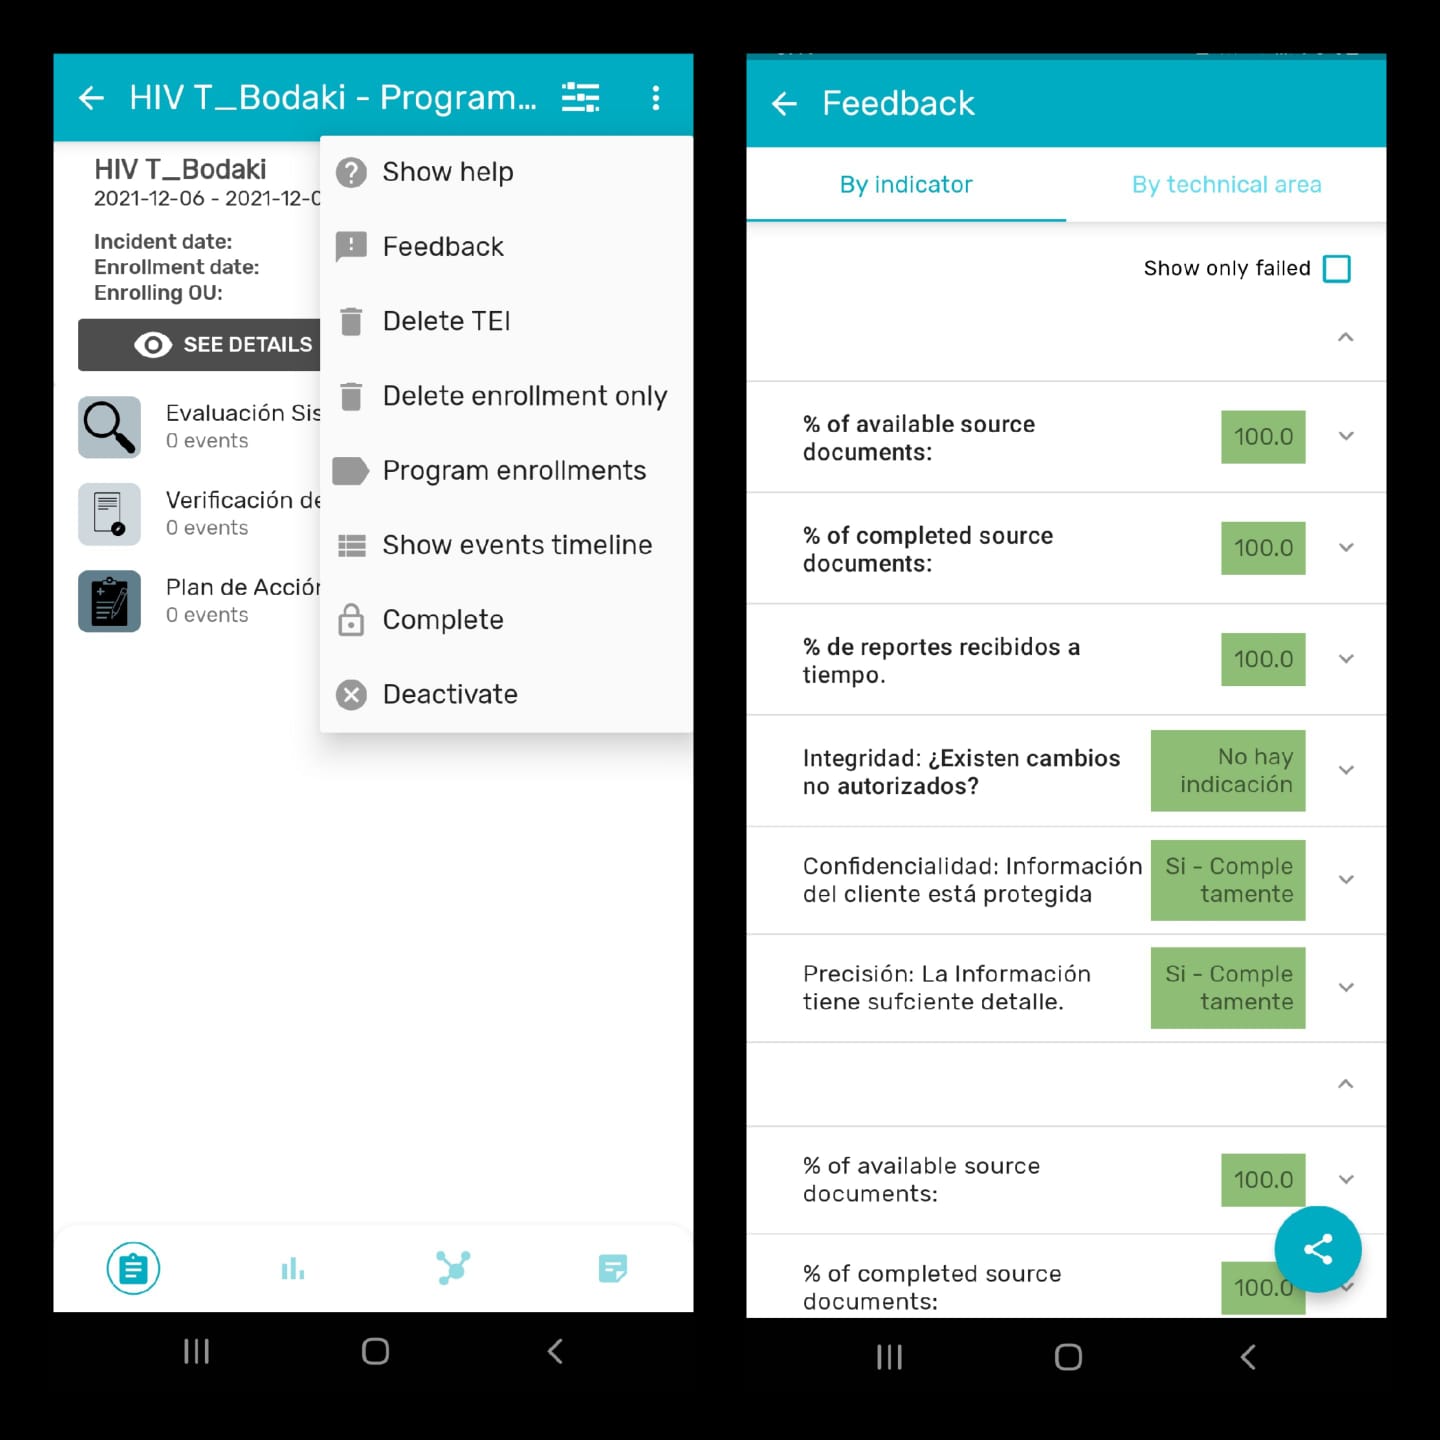 HIV T_Bodaki - Program...
HIV T_Bodaki
2021-12-06 - 2021-12-0
Incident date:
Enrollment date:
Enrolling OU:
SEE DETAILS
Evaluación Sis
0 events
Verificación de
0 events
Plan de Acción
0 events
Show help
Feedback
Delete TEI
Delete enrollment only
Program enrollments
Show events timeline
Complete
Deactivate
Feedback
By indicator
By technical area
Show only failed
% of available source
documents:
100.0
% of completed source
documents:
100.0
% de reportes recibidos a
tiempo.
100.0
Integridad: ¿Existen cambios
no autorizados?
No hay
indicación
Confidencialidad: Información
del cliente está protegida
Si - Comple
tamente
Precisión: La Información
tiene sufciente detalle.
Si - Comple
tamente
% of available source
documents:
100.0
% of completed source
documents:
100.0